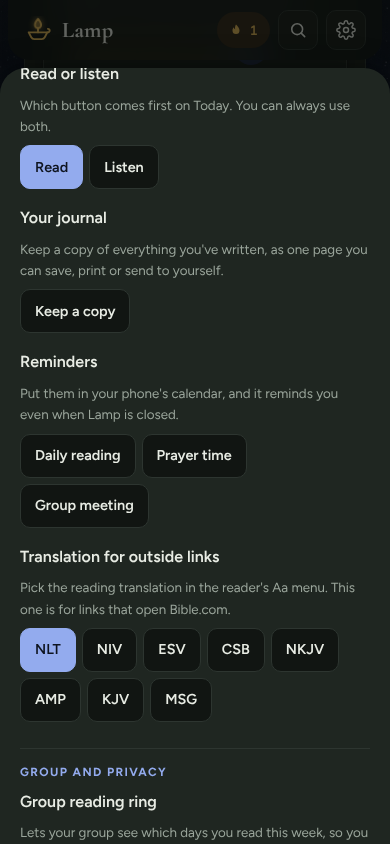 Lamp
1
Read or listen
Which button comes first on Today. You can always use
both.
Read
Listen
Your journal
Keep a copy of everything you've written, as one page you
can save, print or send to yourself.
Keep a copy
Reminders
Put them in your phone's calendar, and it reminds you
even when Lamp is closed.
Daily reading
Prayer time
Group meeting
Translation for outside links
Pick the reading translation in the reader's Aa menu. This
one is for links that open Bible.com.
NLT
NIV
ESV
CSB
NKJV
AMP
KJV
MSG
GROUP AND PRIVACY
Group reading ring
Lets your group see which days you read this week, so you